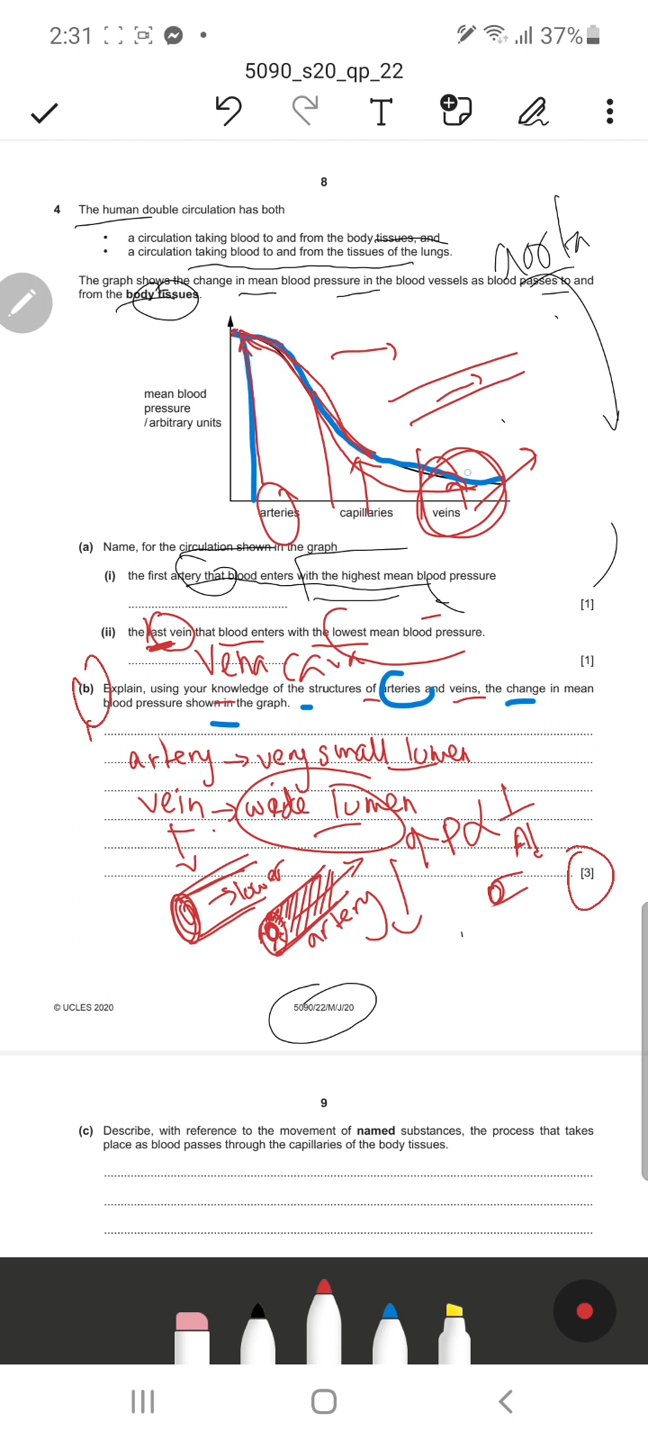 2:31 37%
5090_s20_qp_22
T
8
4 The human double circulation has both
• a circulation taking blood to and from the body tissues, and
• a circulation taking blood to and from the tissues of the lungs.
The graph shows the change in mean blood pressure in the blood vessels as blood passes to and
from the body tissues.
mean blood
pressure
/ arbitrary units
arteries capillaries veins
(a) Name, for the circulation shown in the graph
(i) the first artery that blood enters with the highest mean blood pressure
[1]
(ii) the last vein that blood enters with the lowest mean blood pressure.
Vena Cava
[1]
(b) Explain, using your knowledge of the structures of arteries and veins, the change in mean
blood pressure shown in the graph.
artery → very small lumen
vein → wide lumen
↑P∝ 1
[3]
slower
artery
© UCLES 2020 5090/22/M/J/20
9
(c) Describe, with reference to the movement of named substances, the process that takes
place as blood passes through the capillaries of the body tissues.